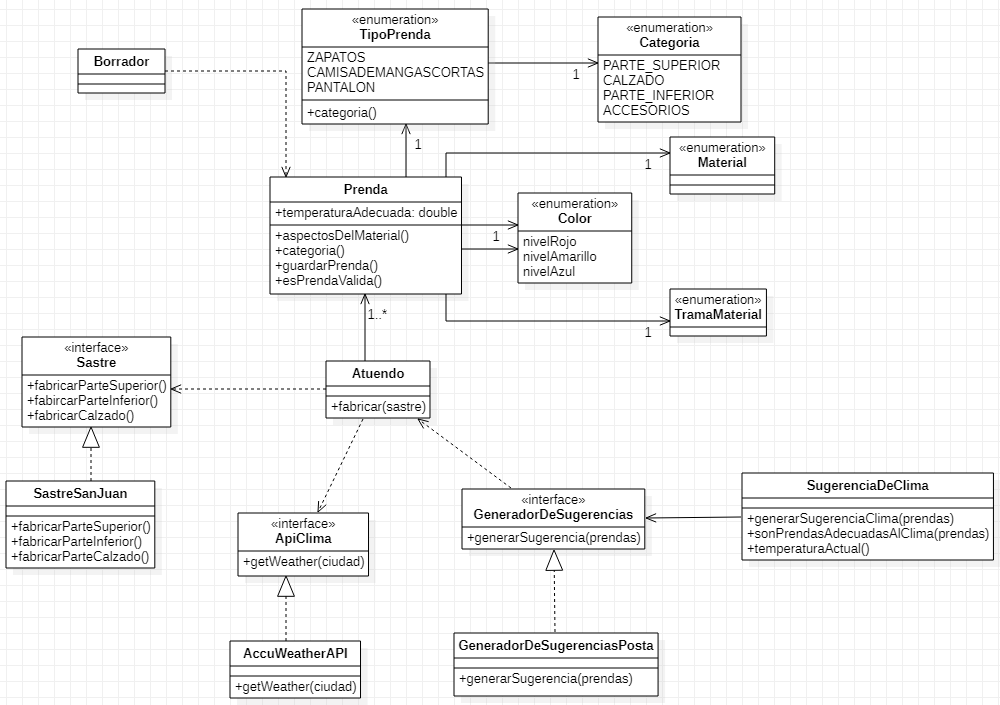 «enumeration»
TipoPrenda
ZAPATOS
CAMISADEMANGASCORTAS
PANTALON
+categoria()
«enumeration»
Categoria
PARTE_SUPERIOR
CALZADO
PARTE_INFERIOR
ACCESORIOS
1
Borrador
1
«enumeration»
Material
1
Prenda
+temperaturaAdecuada: double
+aspectosDelMaterial()
+categoria()
+guardarPrenda()
+esPrendaValida()
«enumeration»
Color
nivelRojo
nivelAmarillo
nivelAzul
1
«enumeration»
TramaMaterial
1
1..*
«interface»
Sastre
+fabricarParteSuperior()
+fabircarParteInferior()
+fabricarCalzado()
Atuendo
+fabricar(sastre)
SastreSanJuan
+fabricarParteSuperior()
+fabricarParteInferior()
+fabricarParteCalzado()
«interface»
ApiClima
+getWeather(ciudad)
«interface»
GeneradorDeSugerencias
+generarSugerencia(prendas)
SugerenciaDeClima
+generarSugerenciaClima(prendas)
+sonPrendasAdecuadasAlClima(prendas)
+temperaturaActual()
AccuWeatherAPI
+getWeather(ciudad)
GeneradorDeSugerenciasPosta
+generarSugerencia(prendas)